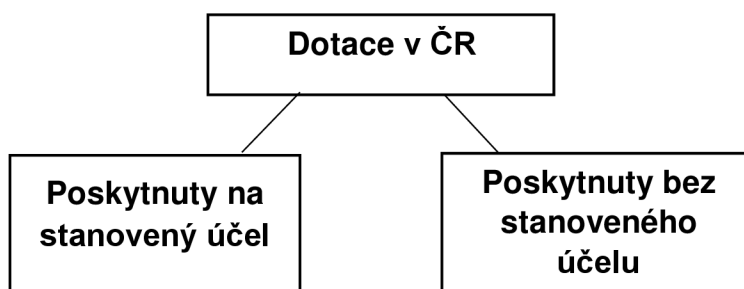 Dotace v ČR
Poskytnuty na
stanovený účel
Poskytnuty bez
stanoveného
účelu